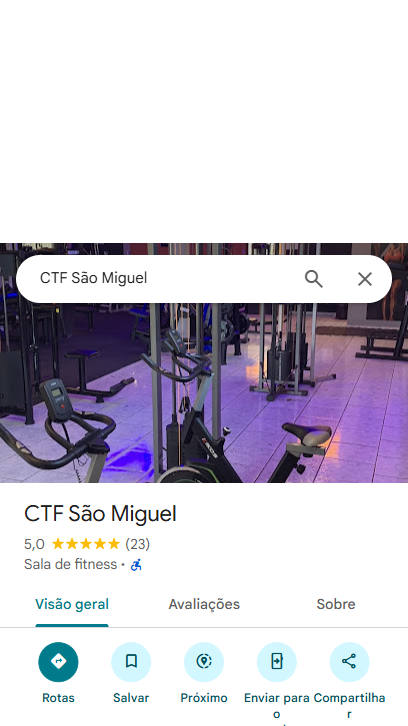 CTF São Miguel
CTF São Miguel
5,0 (23)
Sala de fitness ·
Visão geral
Avaliações
Sobre
Rotas
Salvar
Próximo
Enviar para
o
Compartilha
r